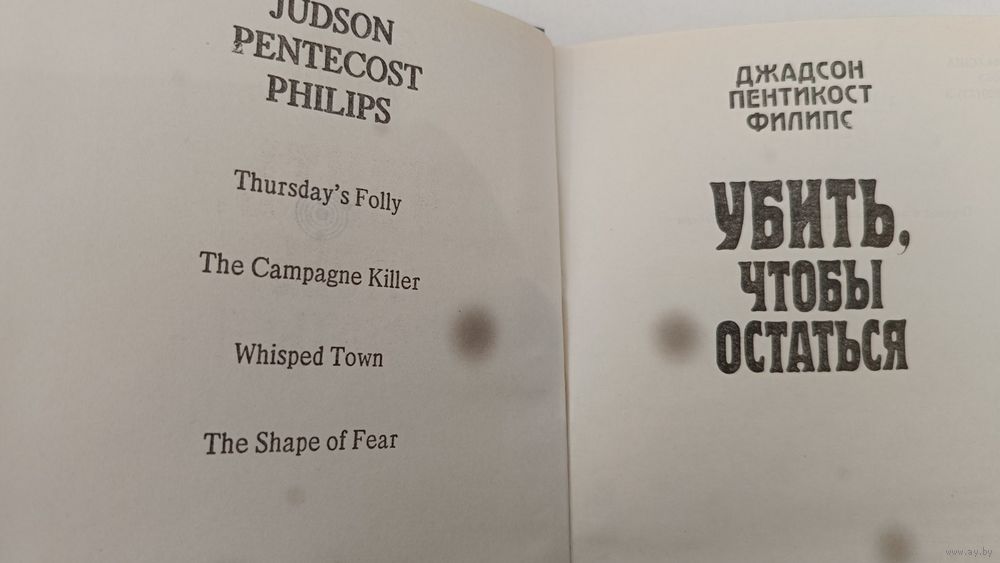 JUDSON
PENTECOST
PHILIPS
Thursday's Folly
The Campagne Killer
Whisped Town
The Shape of Fear
ДЖАДСОН
ПЕНТИКОСТ
ФИЛИПС
УБИТЬ,
ЧТОБЫ
ОСТАТЬСЯ
www.ay.by